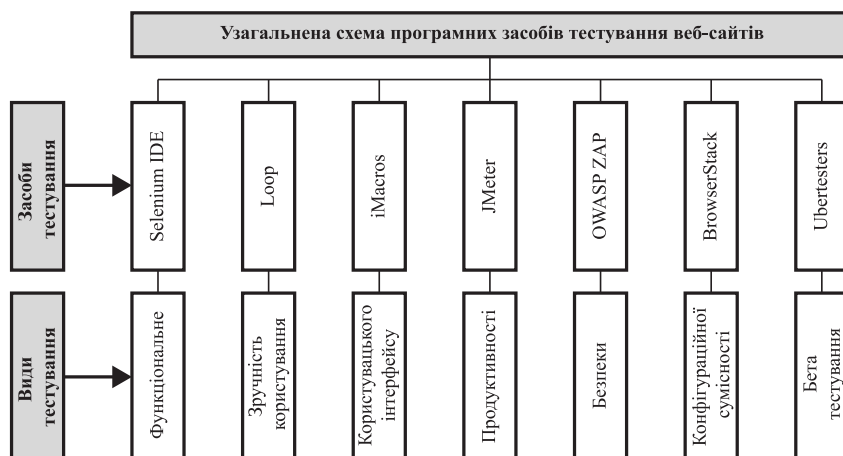 Узагальнена схема програмних засобів тестування веб-сайтів
Засоби
тестування
Selenium IDE
Loop
iMacros
JMeter
OWASP ZAP
BrowserStack
Ubertesters
Види
тестування
Функціональне
Зручність
користування
Користувацького
інтерфейсу
Продуктивності
Безпеки
Конфігураційної
сумісності
Бета
тестування